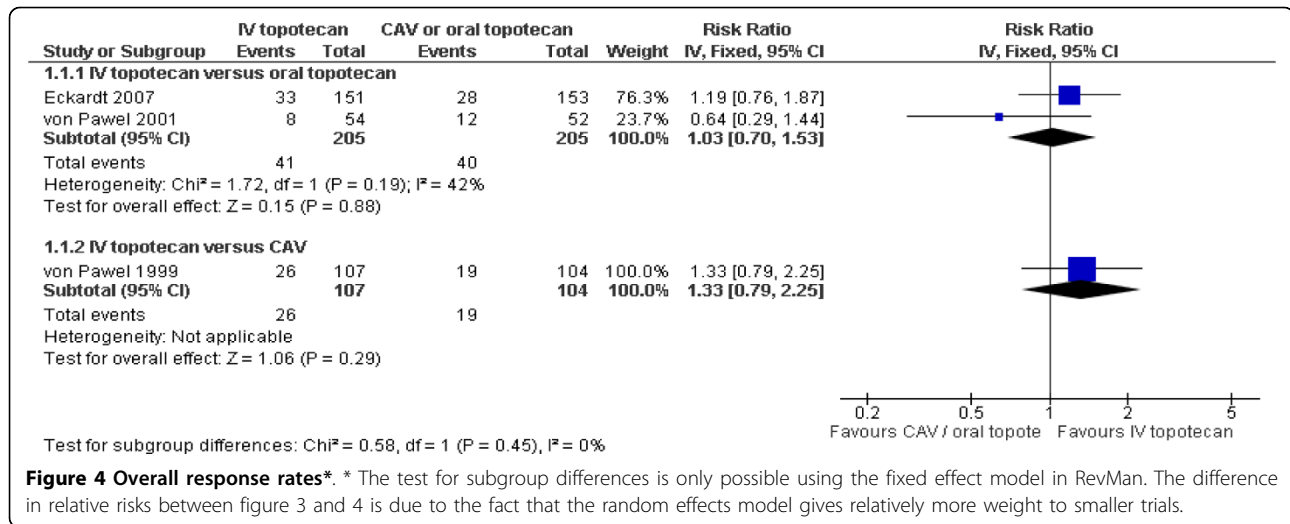 IV topotecan CAV or oral topotecan Risk Ratio Risk Ratio
Study or Subgroup Events Total Events Total Weight IV, Fixed, 95% CI IV, Fixed, 95% CI
1.1.1 IV topotecan versus oral topotecan
Eckardt 2007 33 151 28 153 76.3% 1.19 [0.76, 1.87]
von Pawel 2001 8 54 12 52 23.7% 0.64 [0.29, 1.44]
Subtotal (95% CI) 205 205 100.0% 1.03 [0.70, 1.53]
Total events 41 40
Heterogeneity: Chi² = 1.72, df = 1 (P = 0.19); I² = 42%
Test for overall effect: Z = 0.15 (P = 0.88)
1.1.2 IV topotecan versus CAV
von Pawel 1999 26 107 19 104 100.0% 1.33 [0.79, 2.25]
Subtotal (95% CI) 107 104 100.0% 1.33 [0.79, 2.25]
Total events 26 19
Heterogeneity: Not applicable
Test for overall effect: Z = 1.06 (P = 0.29)
0.2 0.5 1 2 5
Favours CAV / oral topote Favours IV topotecan
Test for subgroup differences: Chi² = 0.58, df = 1 (P = 0.45), I² = 0%
Figure 4 Overall response rates*. * The test for subgroup differences is only possible using the fixed effect model in RevMan. The difference
in relative risks between figure 3 and 4 is due to the fact that the random effects model gives relatively more weight to smaller trials.